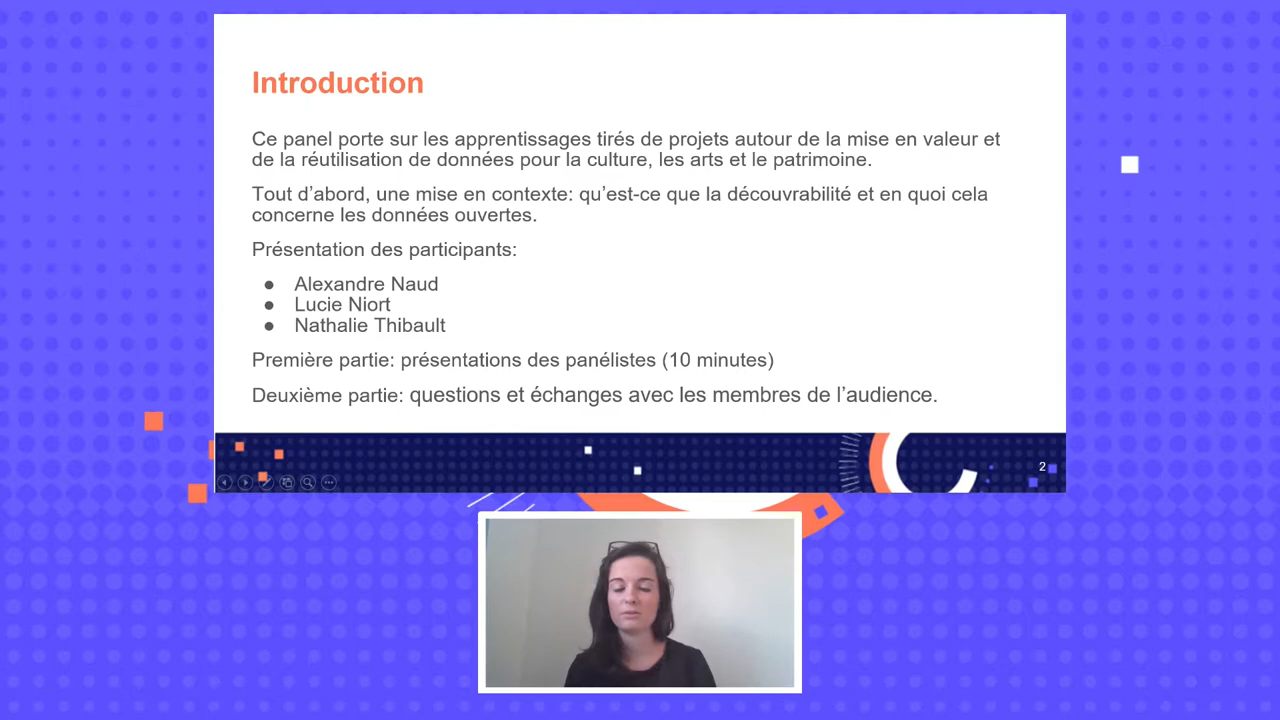 Introduction
Ce panel porte sur les apprentissages tirés de projets autour de la mise en valeur et
de la réutilisation de données pour la culture, les arts et le patrimoine.
Tout d’abord, une mise en contexte: qu’est-ce que la découvrabilité et en quoi cela
concerne les données ouvertes.
Présentation des participants:
● Alexandre Naud
● Lucie Niort
● Nathalie Thibault
Première partie: présentations des panélistes (10 minutes)
Deuxième partie: questions et échanges avec les membres de l’audience.
2